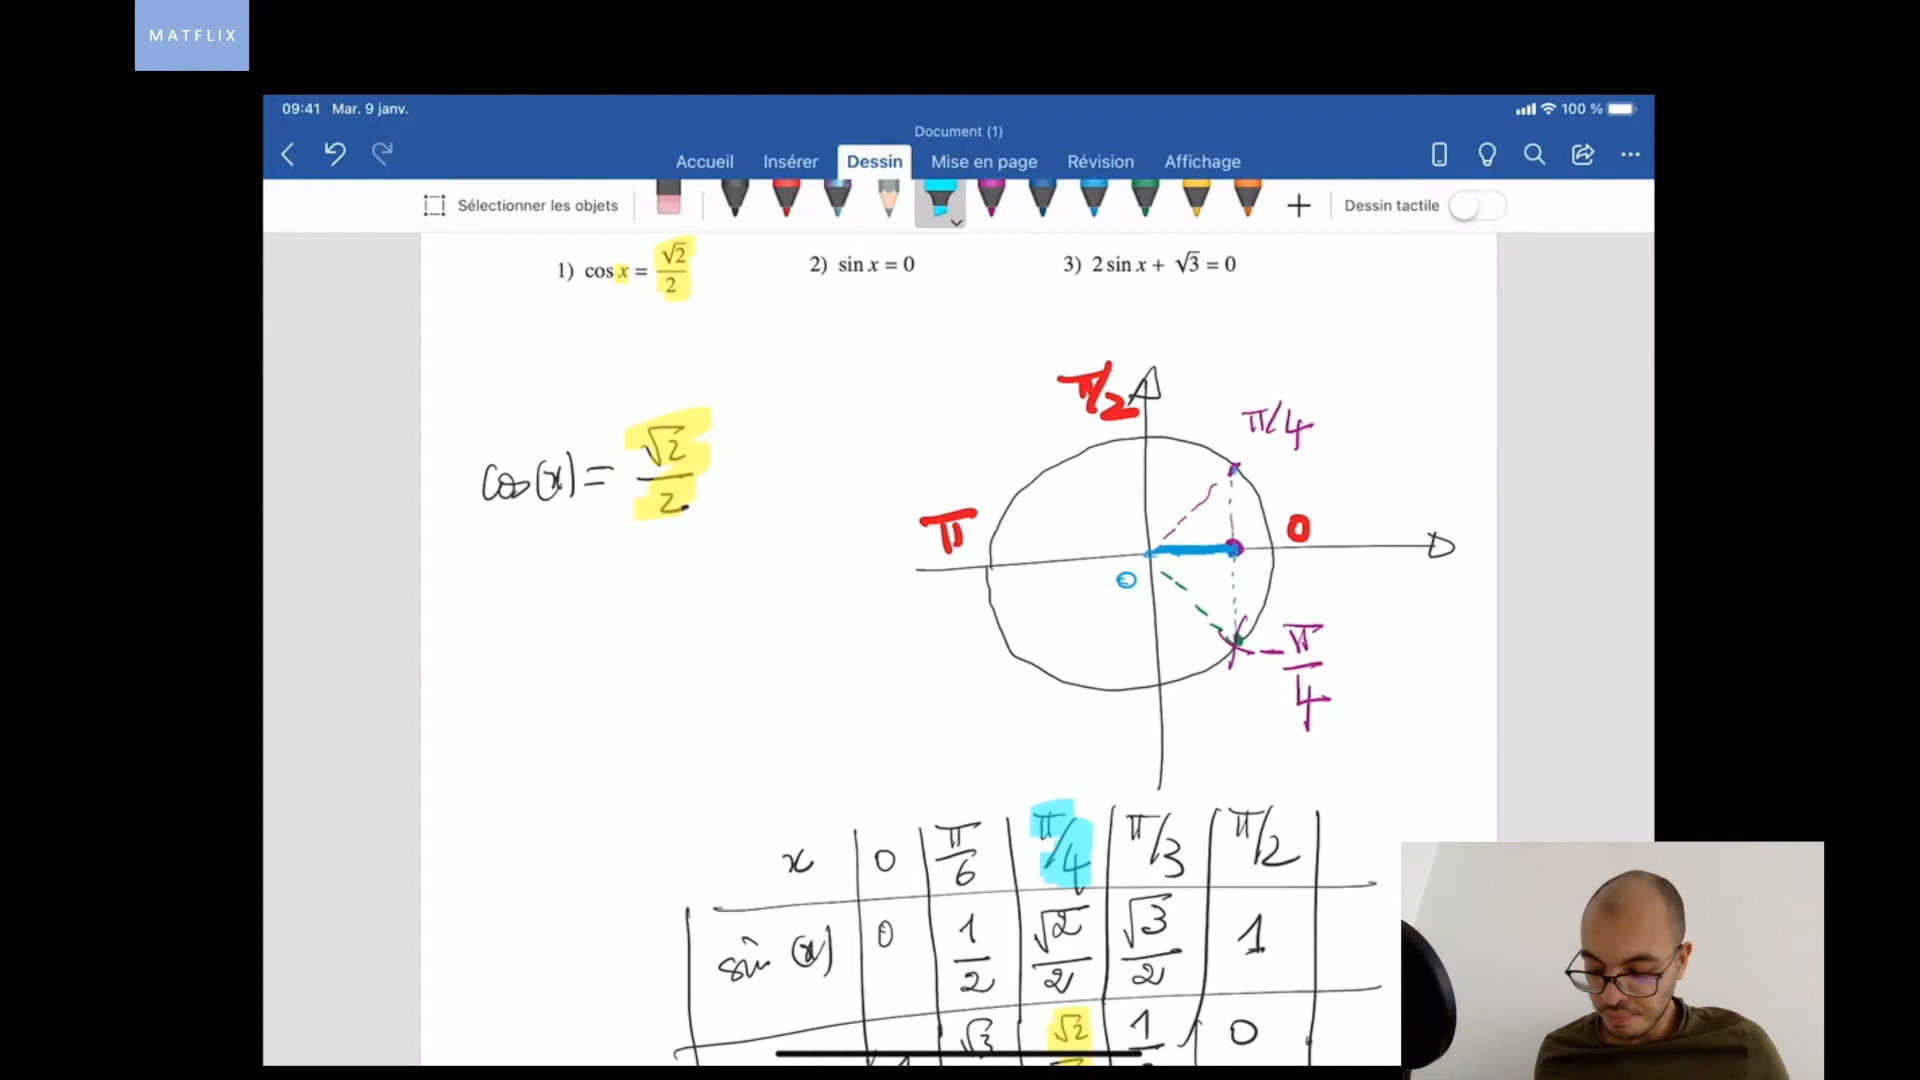 MATFLIX
09:41 Mar. 9 janv.
100 %
Document (1)
Accueil Insérer Dessin Mise en page Révision Affichage
Sélectionner les objets
Dessin tactile
1) cos x = √2/2 2) sin x = 0 3) 2 sin x + √3 = 0
π/2
π/4
cos(x) = √2/2
π
0
O
-π/4
x 0 π/6 π/4 π/3 π/2
sin (x) 0 1/2 √2/2 √3/2 1
√3 √2 1 0